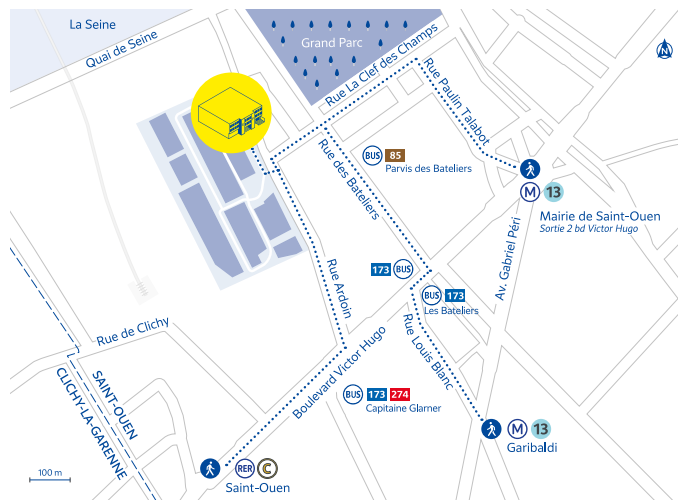 La Seine
Quai de Seine
Grand Parc
Rue La Clef des Champs
Rue Paulin Talabot
N
BUS 85
Parvis des Bateliers
Rue des Bateliers
M 13
Mairie de Saint-Ouen
Sortie 2 bd Victor Hugo
Av. Gabriel Péri
173 BUS
BUS 173
Les Bateliers
Rue Ardoin
Rue de Clichy
Boulevard Victor Hugo
Rue Louis Blanc
SAINT-OUEN
CLICHY-LA-GARENNE
BUS 173 274
Capitaine Glarner
M 13
Garibaldi
RER C
Saint-Ouen
100 m